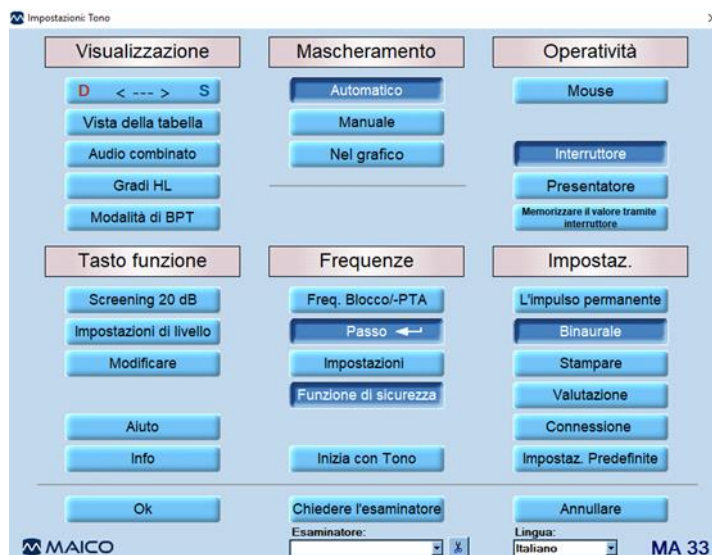 Impostazioni: Tono
Visualizzazione
D < --- > S
Vista della tabella
Audio combinato
Gradi HL
Modalità di BPT
Mascheramento
Automatico
Manuale
Nel grafico
Operatività
Mouse
Interruttore
Presentatore
Memorizzare il valore tramite
interruttore
Tasto funzione
Screening 20 dB
Impostazioni di livello
Modificare
Aiuto
Info
Frequenze
Freq. Blocco/-PTA
Passo
Impostazioni
Funzione di sicurezza
Inizia con Tono
Impostaz.
L'impulso permanente
Binaurale
Stampare
Valutazione
Connessione
Impostaz. Predefinite
Ok
Chiedere l'esaminatore
Annullare
MAICO
Esaminatore:
Lingua:
Italiano
MA 33